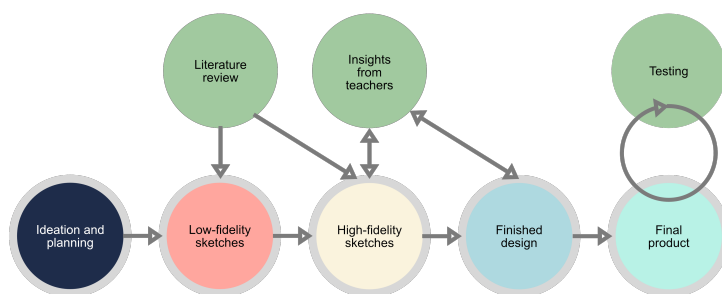 Literature
review
Insights
from
teachers
Testing
Ideation and
planning
Low-fidelity
sketches
High-fidelity
sketches
Finished
design
Final
product